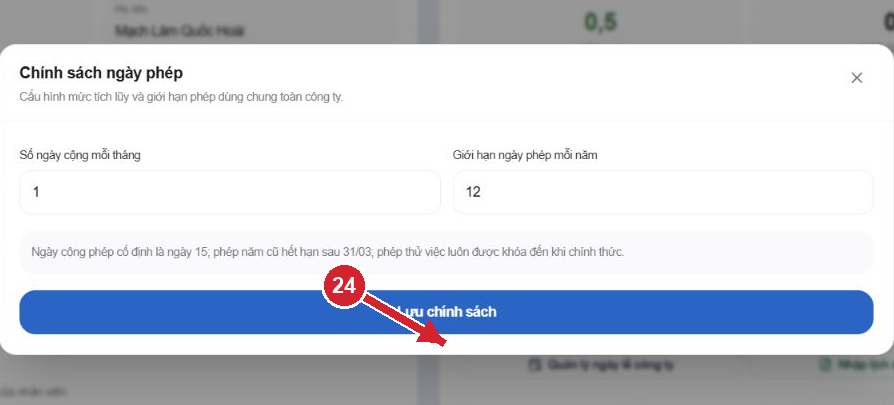 Mạch Lâm Quốc Hoài
0,5
Chính sách ngày phép
Cấu hình mức tích lũy và giới hạn phép dùng chung toàn công ty.
Số ngày cộng mỗi tháng
Giới hạn ngày phép mỗi năm
1
12
Ngày cộng phép cố định là ngày 15; phép năm cũ hết hạn sau 31/03; phép thử việc luôn được khóa đến khi chính thức.
24
Lưu chính sách
Quản lý ngày lễ công ty
Nhập lịch
của nhân viên